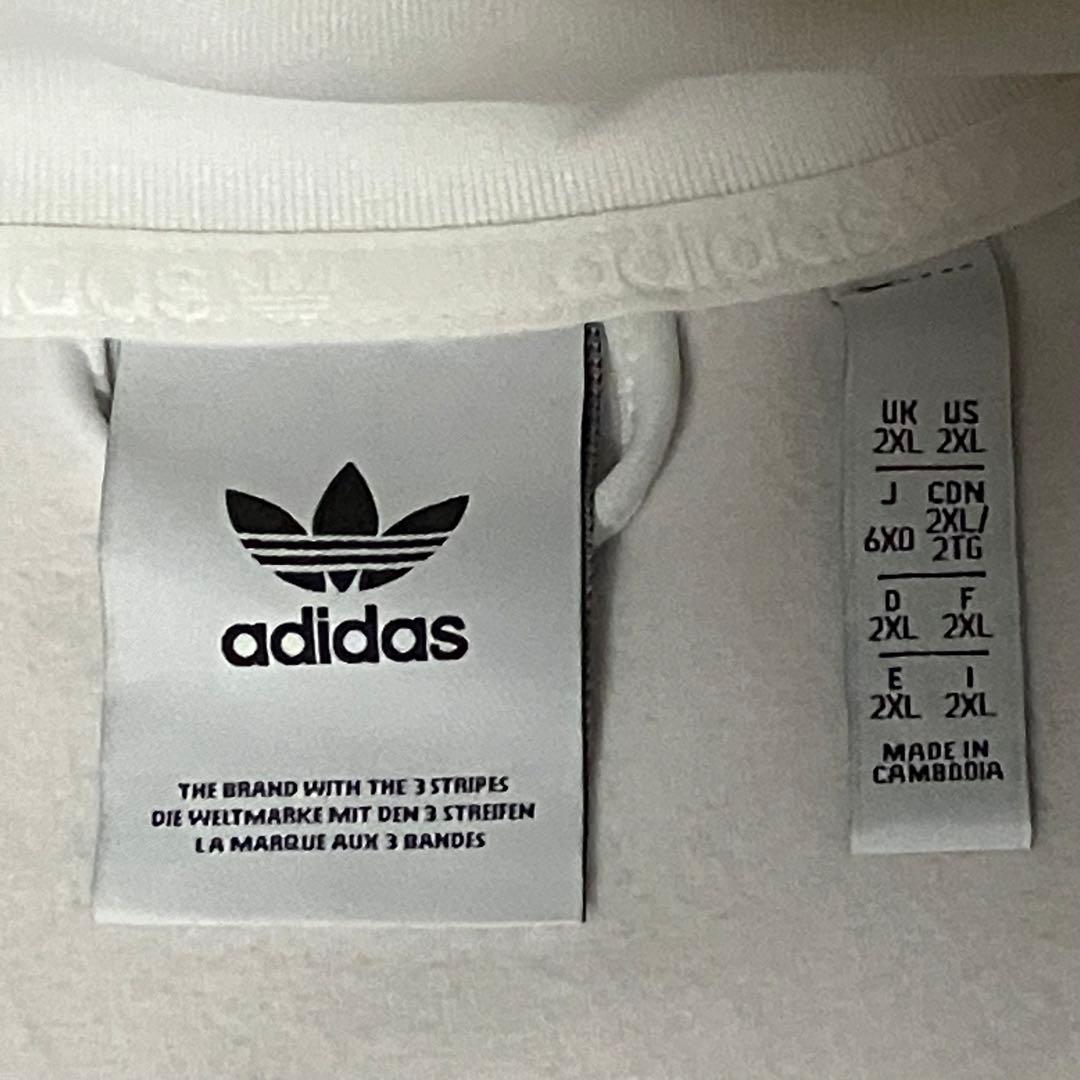 adidas
adidas
THE BRAND WITH THE 3 STRIPES
DIE WELTMARKE MIT DEN 3 STREIFEN
LA MARQUE AUX 3 BANDES
UK US
2XL 2XL
J CDN
6XO 2XL/
2TG
D F
2XL 2XL
E I
2XL 2XL
MADE IN
CAMBODIA